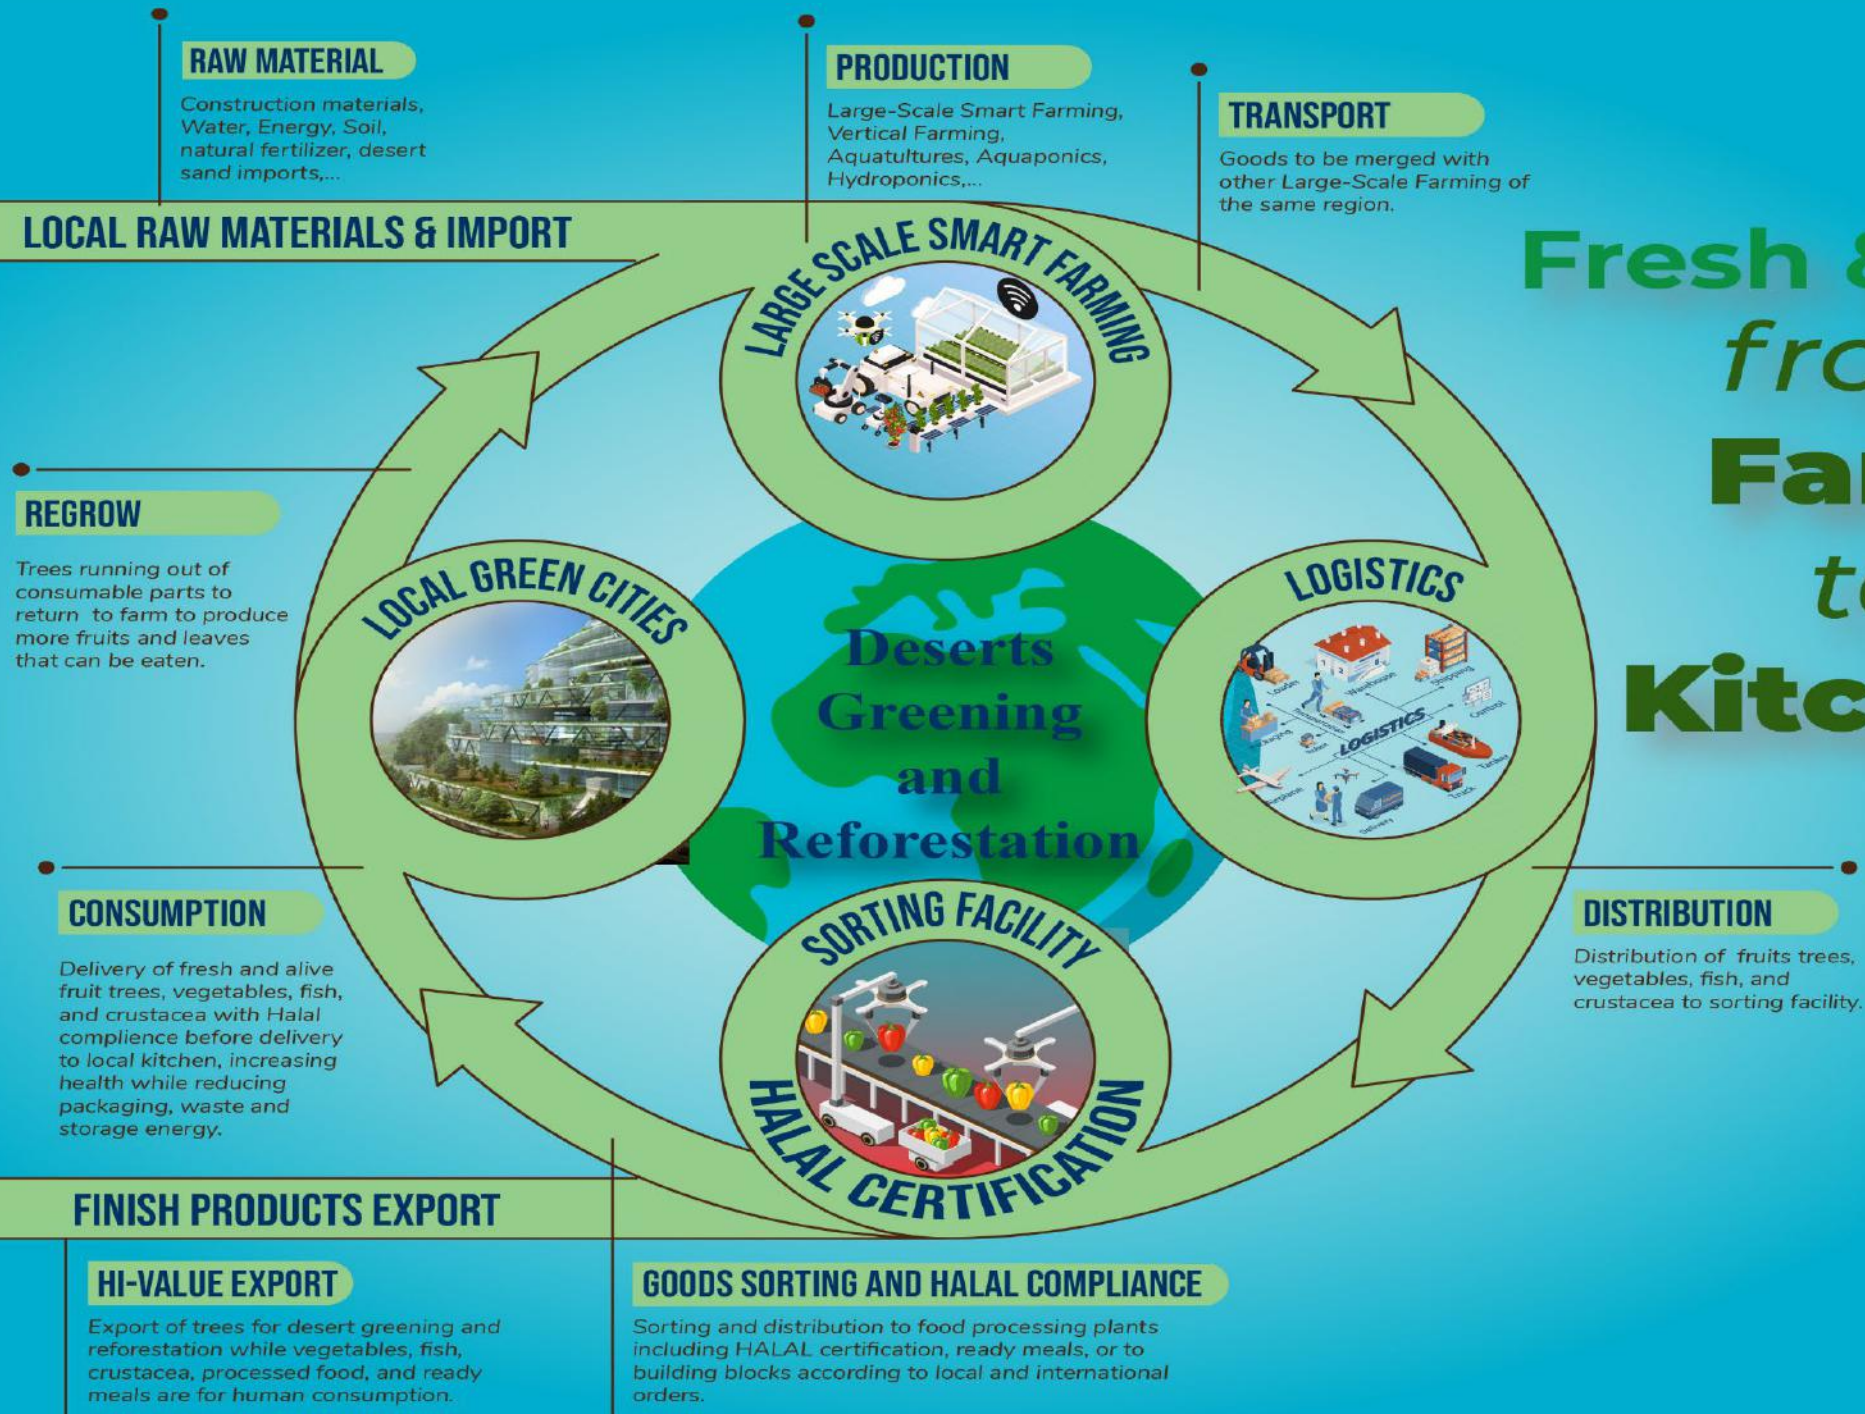 RAW MATERIAL
Construction materials,
Water, Energy, Soil,
natural fertilizer, desert
sand imports,...
PRODUCTION
Large-Scale Smart Farming,
Vertical Farming,
Aquatultures, Aquaponics,
Hydroponics,...
TRANSPORT
Goods to be merged with
other Large-Scale Farming of
the same region.
LOCAL RAW MATERIALS & IMPORT
LARGE SCALE SMART FARMING
Fresh &
REGROW
Trees running out of
consumable parts to
return to farm to produce
more fruits and leaves
that can be eaten.
LOCAL GREEN CITIES
Deserts
Greening
and
Reforestation
LOGISTICS
Loader
Warehouse
Shipping
Control
LOGISTICS
Tanker
Truck
Delivery
Airplane
CONSUMPTION
Delivery of fresh and alive
fruit trees, vegetables, fish,
and crustacea with Halal
complience before delivery
to local kitchen, increasing
health while reducing
packaging, waste and
storage energy.
SORTING FACILITY
HALAL CERTIFICATION
DISTRIBUTION
Distribution of fruits trees,
vegetables, fish, and
crustacea to sorting facility.
FINISH PRODUCTS EXPORT
HI-VALUE EXPORT
Export of trees for desert greening and
reforestation while vegetables, fish,
crustacea, processed food, and ready
meals are for human consumption.
GOODS SORTING AND HALAL COMPLIANCE
Sorting and distribution to food processing plants
including HALAL certification, ready meals, or to
building blocks according to local and international
orders.